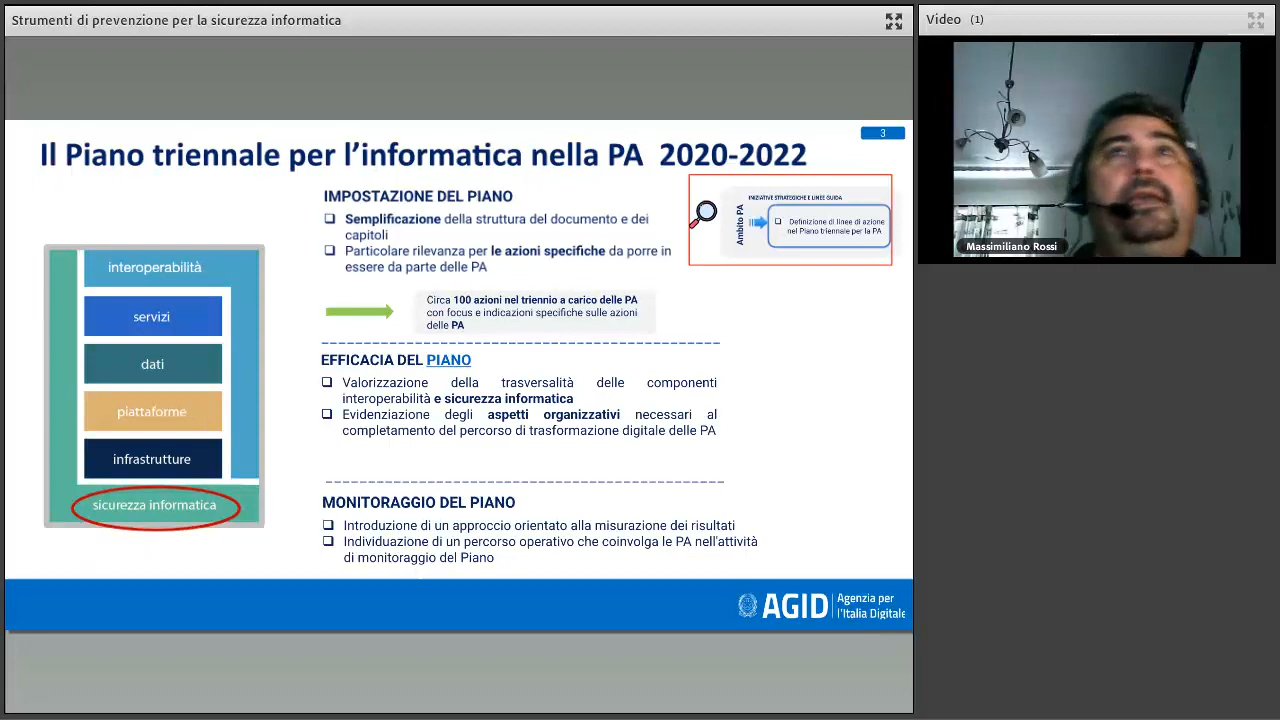 Strumenti di prevenzione per la sicurezza informatica
Video (1)
Massimiliano Rossi
3
Il Piano triennale per l'informatica nella PA 2020-2022
IMPOSTAZIONE DEL PIANO
Semplificazione della struttura del documento e dei
capitoli
Particolare rilevanza per le azioni specifiche da porre in
essere da parte delle PA
INIZIATIVE STRATEGICHE E LINEE GUIDA
Ambito PA
Definizione di linee di azione
nel Piano triennale per la PA
Circa 100 azioni nel triennio a carico delle PA
con focus e indicazioni specifiche sulle azioni
delle PA
interoperabilità
servizi
dati
piattaforme
infrastrutture
sicurezza informatica
EFFICACIA DEL PIANO
Valorizzazione della trasversalità delle componenti
interoperabilità e sicurezza informatica
Evidenziazione degli aspetti organizzativi necessari al
completamento del percorso di trasformazione digitale delle PA
MONITORAGGIO DEL PIANO
Introduzione di un approccio orientato alla misurazione dei risultati
Individuazione di un percorso operativo che coinvolga le PA nell'attività
di monitoraggio del Piano
AGID Agenzia per
l'Italia Digitale